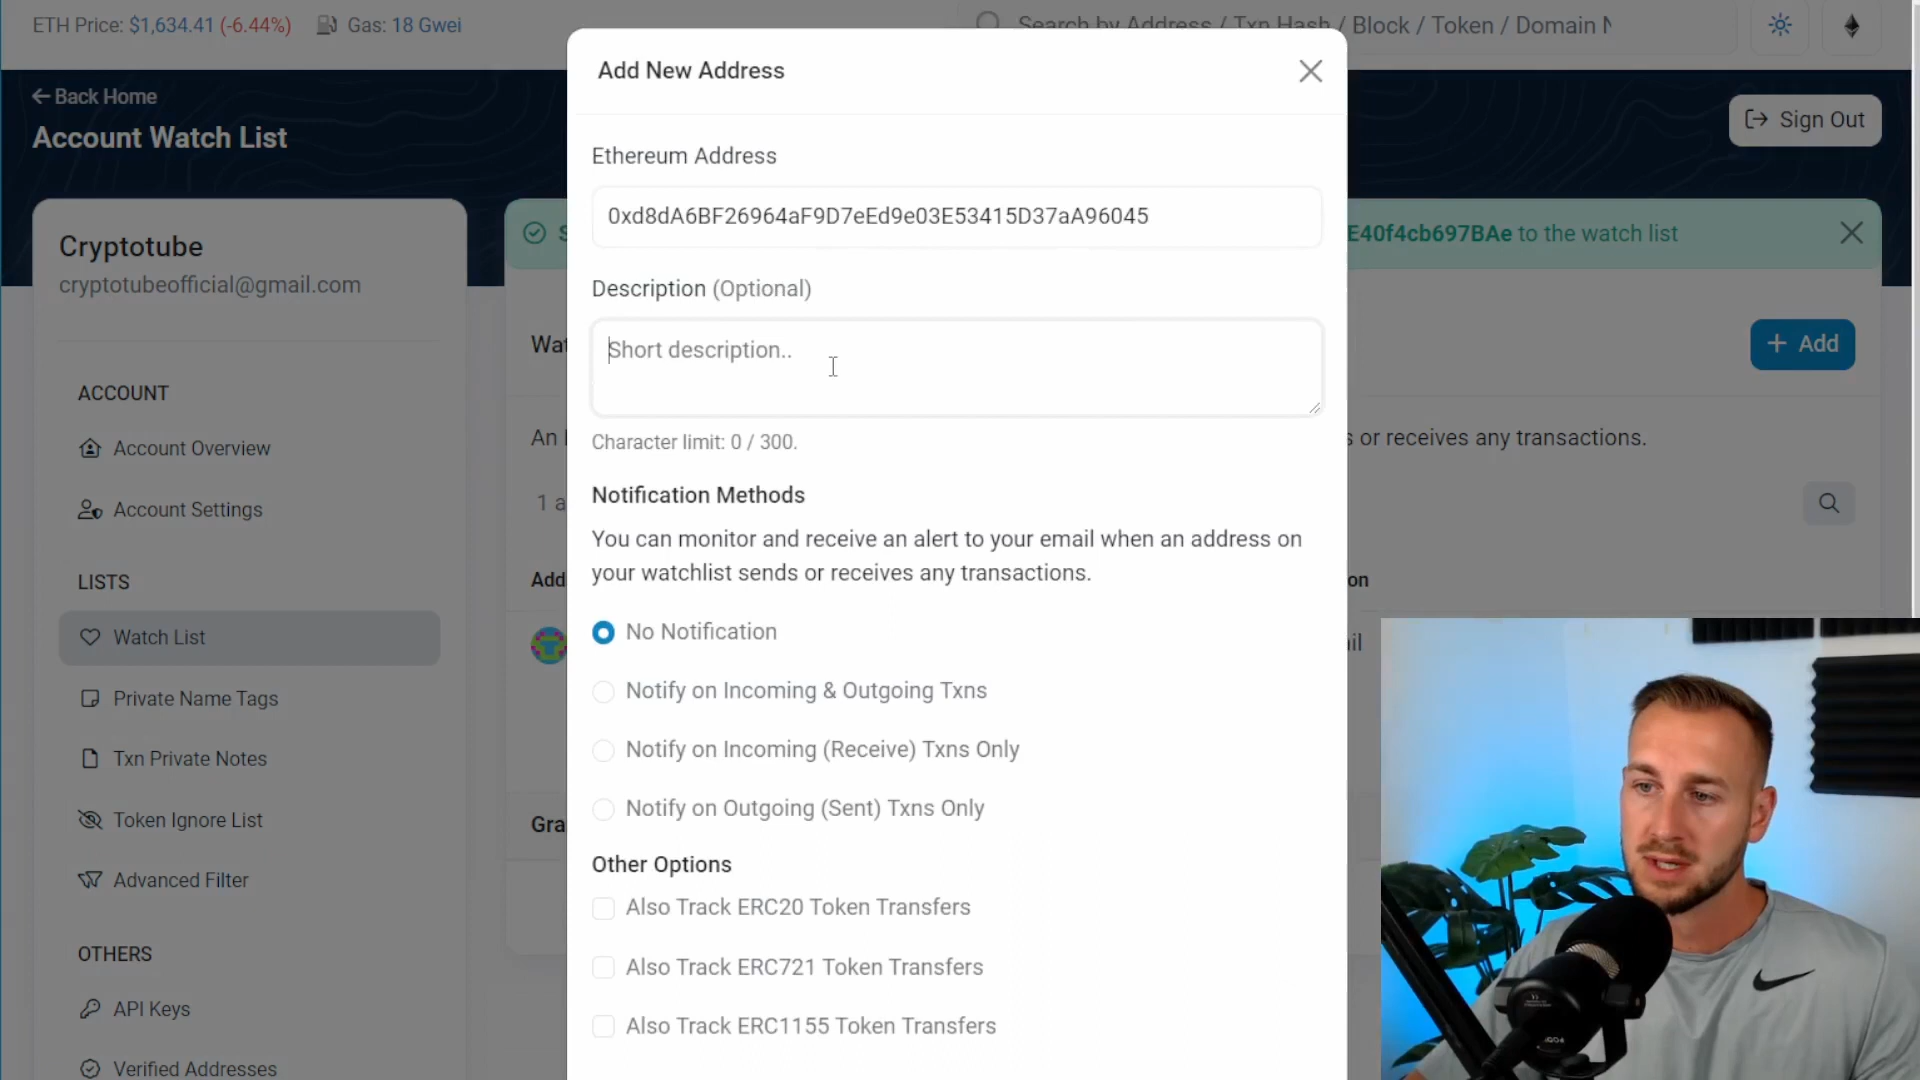 ETH Price: $1,634.41 (-6.44%)
Gas: 18 Gwei
Search by Address / Txn Hash / Block / Token / Domain N
Back Home
Account Watch List
Sign Out
Cryptotube
cryptotubeofficial@gmail.com
ACCOUNT
Account Overview
Account Settings
LISTS
Watch List
Private Name Tags
Txn Private Notes
Token Ignore List
Advanced Filter
OTHERS
API Keys
Verified Addresses
E40f4cb697BAe to the watch list
Add
s or receives any transactions.
An
1 a
Add
Gra
Add New Address
Ethereum Address
0xd8dA6BF26964aF9D7eEd9e03E53415D37aA96045
Description (Optional)
Short description..
Character limit: 0 / 300.
Notification Methods
You can monitor and receive an alert to your email when an address on
your watchlist sends or receives any transactions.
No Notification
Notify on Incoming & Outgoing Txns
Notify on Incoming (Receive) Txns Only
Notify on Outgoing (Sent) Txns Only
Other Options
Also Track ERC20 Token Transfers
Also Track ERC721 Token Transfers
Also Track ERC1155 Token Transfers